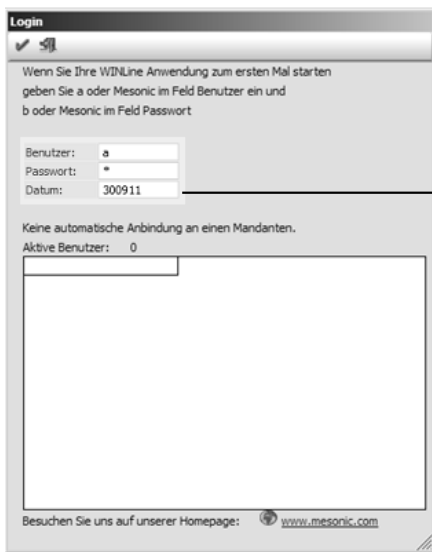 Login
Wenn Sie Ihre WINLine Anwendung zum ersten Mal starten
geben Sie a oder Mesonic im Feld Benutzer ein und
b oder Mesonic im Feld Passwort
Benutzer: a
Passwort: *
Datum: 300911
Keine automatische Anbindung an einen Mandanten.
Aktive Benutzer: 0
Besuchen Sie uns auf unserer Homepage: www.mesonic.com